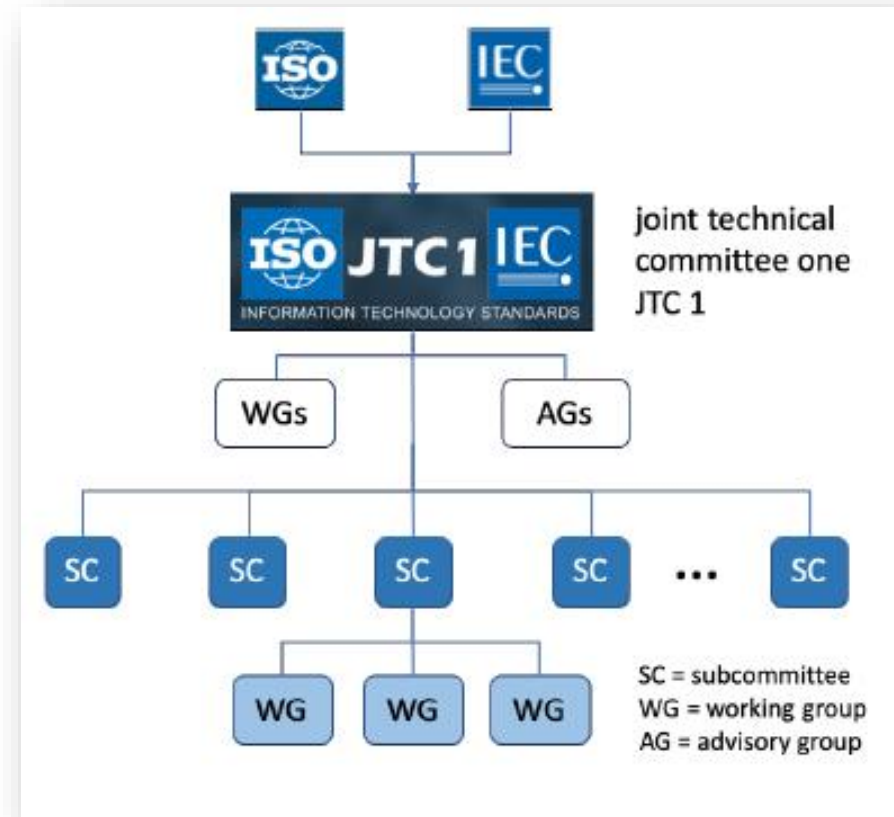 ISO
IEC
ISO JTC 1 IEC
INFORMATION TECHNOLOGY STANDARDS
joint technical
committee one
JTC 1
WGs
AGs
SC
SC
SC
SC
...
SC
WG
WG
WG
SC = subcommittee
WG = working group
AG = advisory group